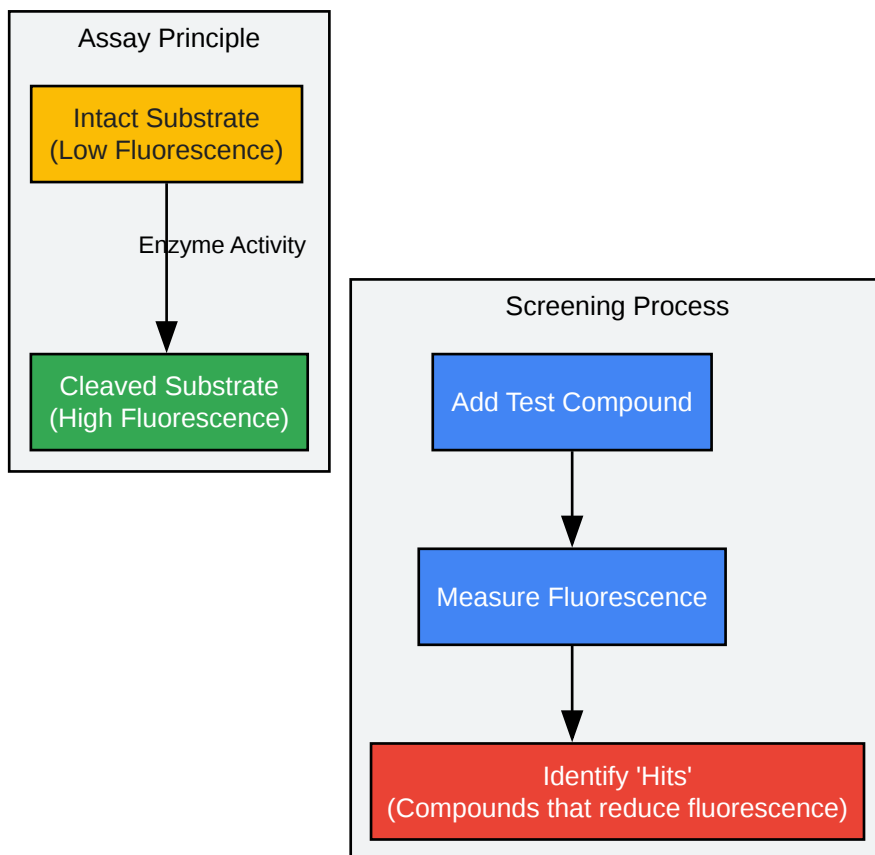 Assay Principle
Intact Substrate
(Low Fluorescence)
Enzyme Activity
Cleaved Substrate
(High Fluorescence)
Screening Process
Add Test Compound
Measure Fluorescence
Identify 'Hits'
(Compounds that reduce fluorescence)